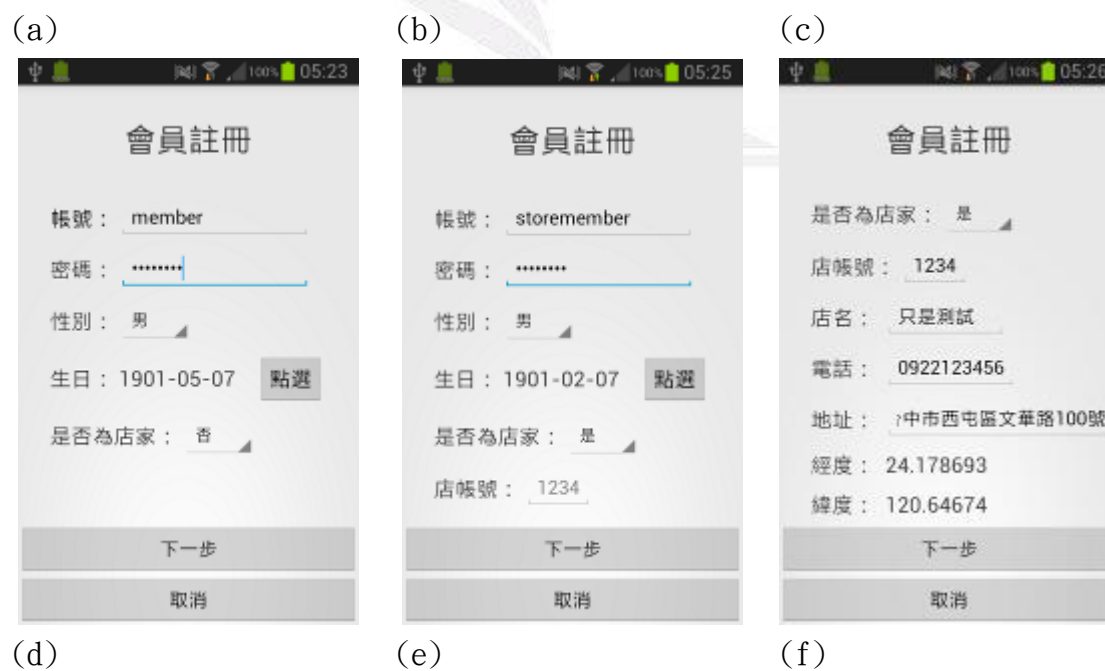 (a) (b) (c)
100% 05:23
會員註冊
帳號： member
密碼： ••••••••
性別： 男
生日：1901-05-07 點選
是否為店家： 否
下一步
取消
100% 05:25
會員註冊
帳號： storemember
密碼： ••••••••
性別： 男
生日：1901-02-07 點選
是否為店家： 是
店帳號： 1234
下一步
取消
100% 05:26
會員註冊
是否為店家： 是
店帳號： 1234
店名： 只是測試
電話： 0922123456
地址： 中市西屯區文華路100號
經度： 24.178693
緯度： 120.64674
下一步
取消
(d) (e) (f)